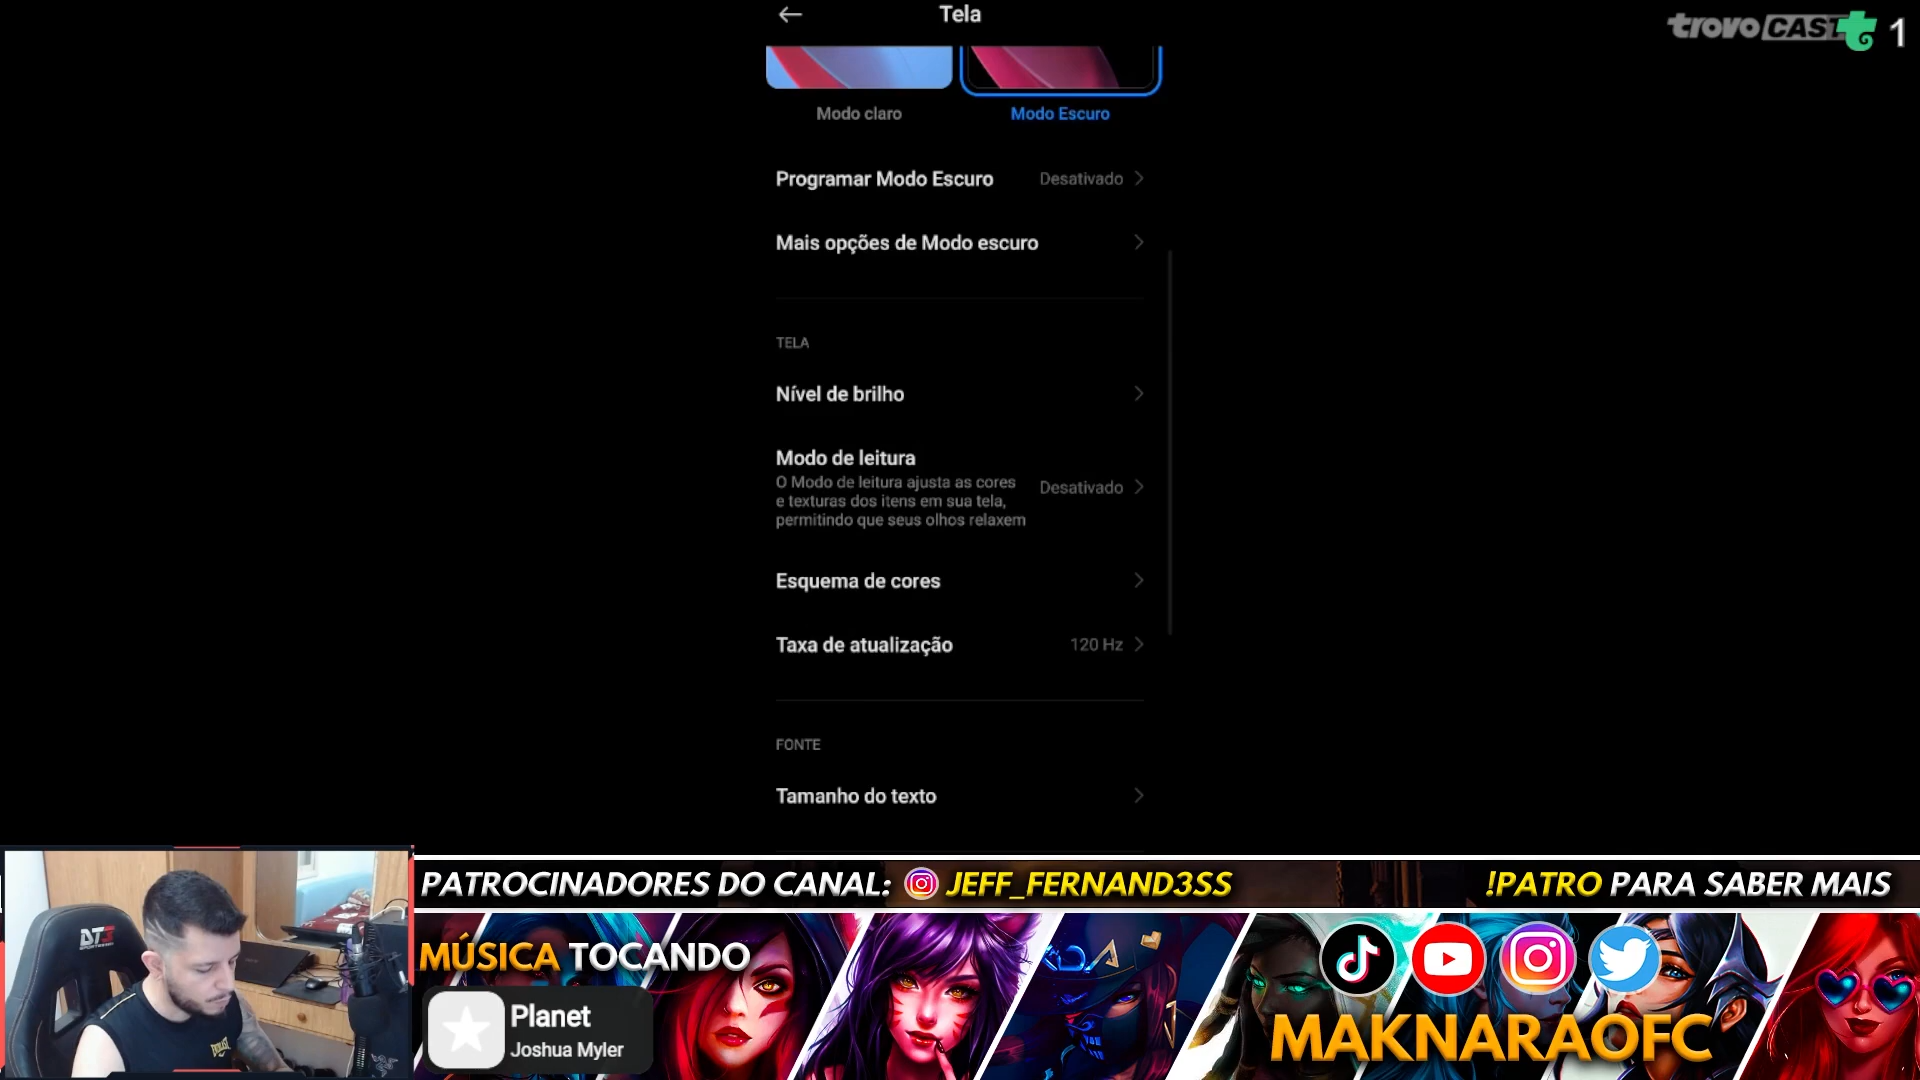 Tela
trovo CAST 1
Modo claro
Modo Escuro
Programar Modo Escuro
Desativado
Mais opções de Modo escuro
TELA
Nível de brilho
Modo de leitura
O Modo de leitura ajusta as cores
e texturas dos itens em sua tela,
permitindo que seus olhos relaxem
Desativado
Esquema de cores
Taxa de atualização
120 Hz
FONTE
Tamanho do texto
PATROCINADORES DO CANAL: JEFF_FERNAND3SS
!PATRO PARA SABER MAIS
MÚSICA TOCANDO
Planet
Joshua Myler
MAKNARAOFC